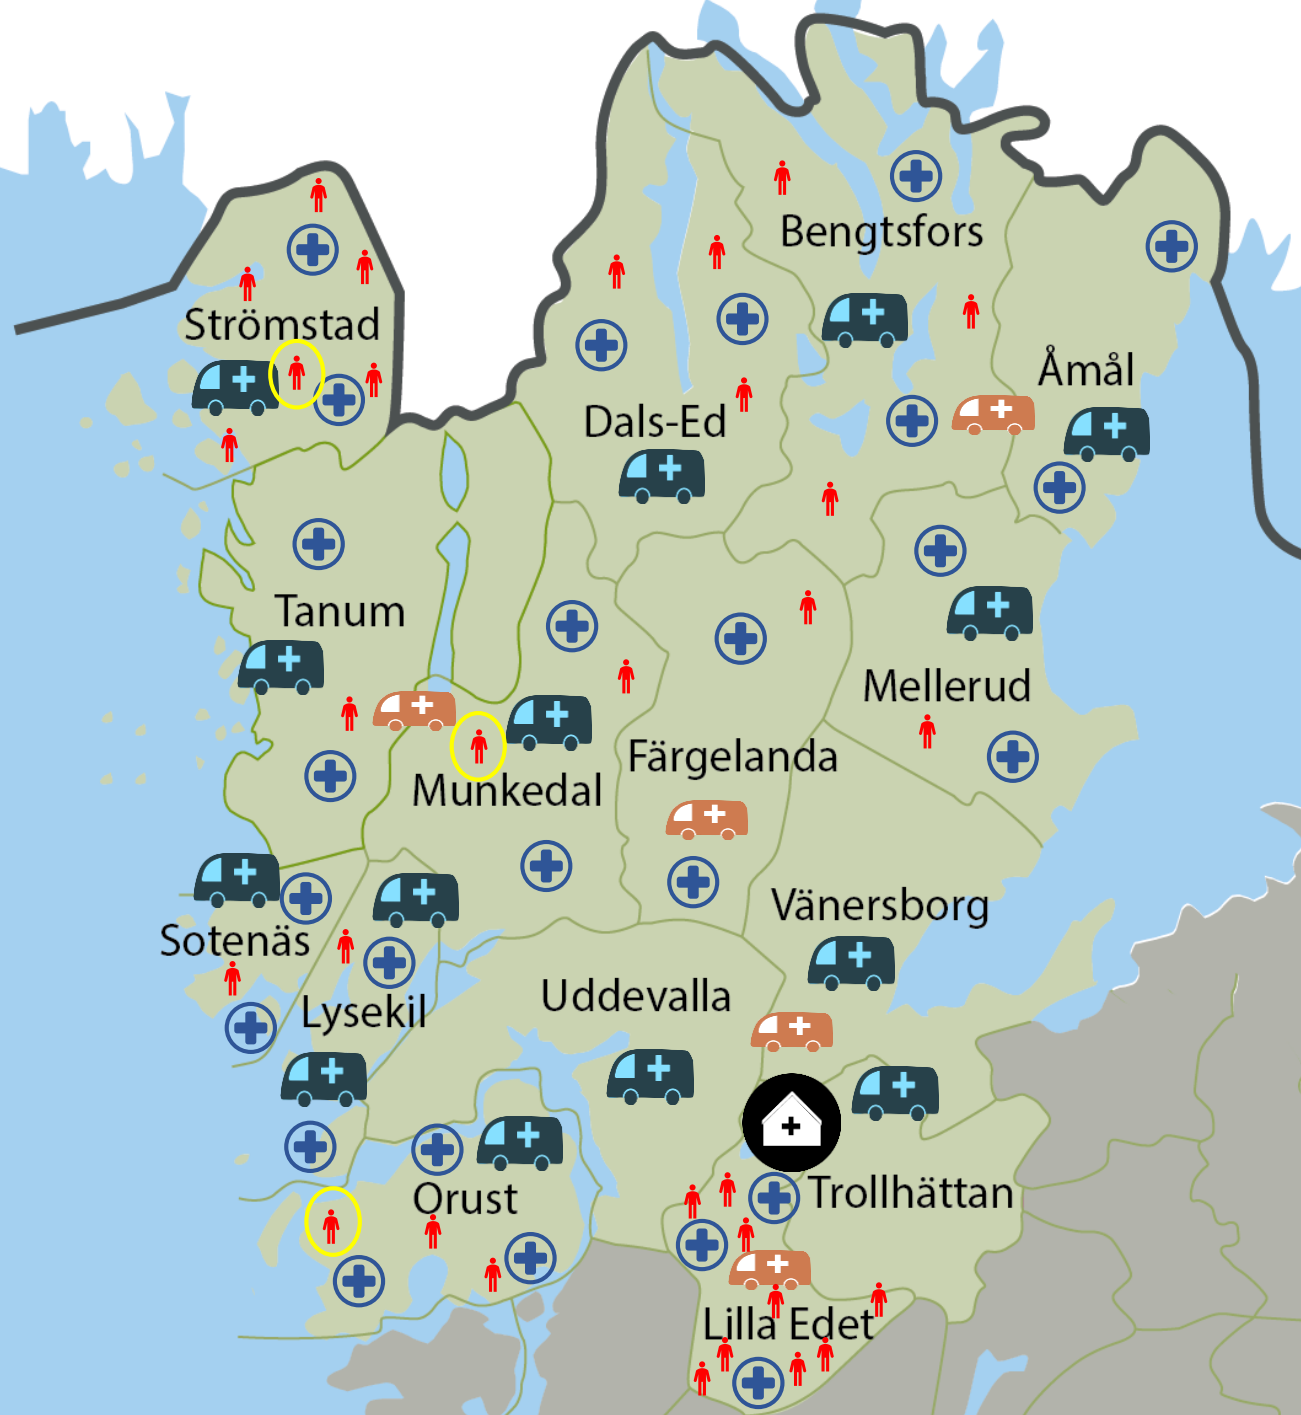 Bengtsfors
Strömstad
Åmål
Dals-Ed
Tanum
Mellerud
Färgelanda
Munkedal
Vänersborg
Sotenäs
Uddevalla
Lysekil
Orust
Trollhättan
Lilla Edet